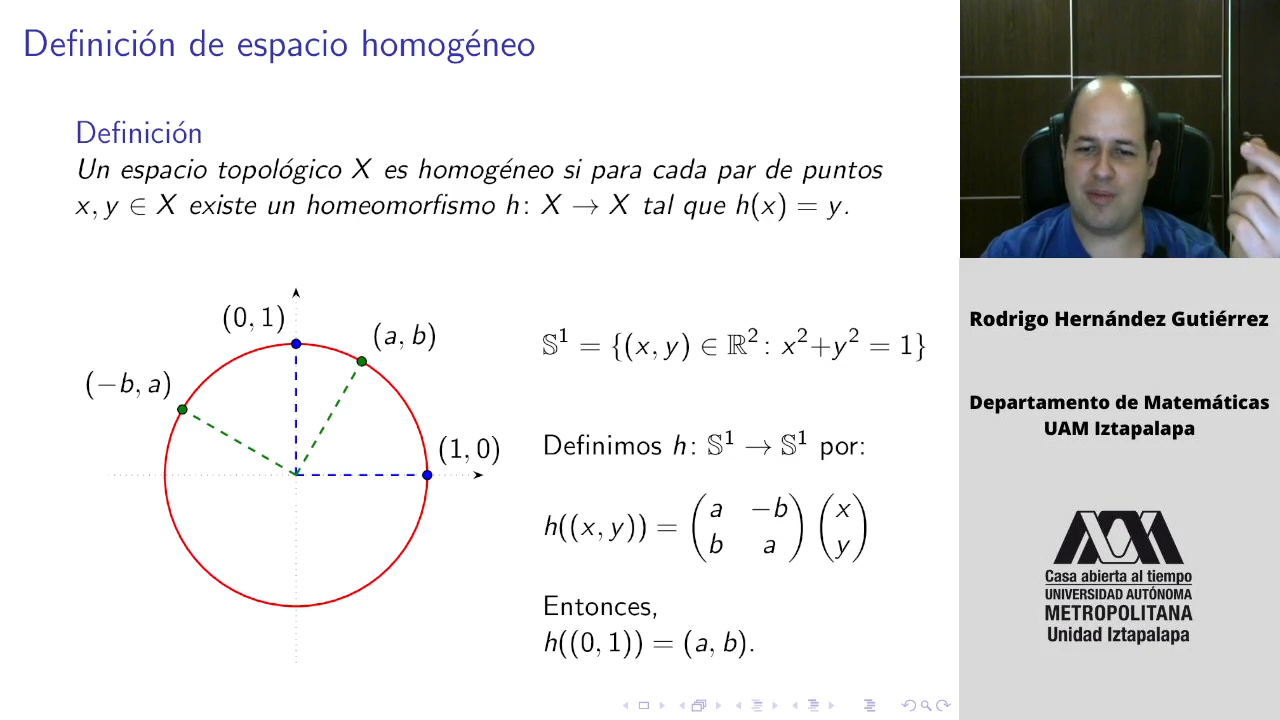 Definición de espacio homogéneo
Definición
Un espacio topológico X es homogéneo si para cada par de puntos
x, y ∈ X existe un homeomorfismo h: X → X tal que h(x) = y.
(0, 1)
(a, b)
(−b, a)
(1, 0)
𝕊¹ = {(x, y) ∈ ℝ² : x²+y² = 1}
Definimos h: 𝕊¹ → 𝕊¹ por:
h((x, y)) = (a −b
b a) (x
y)
Entonces,
h((0, 1)) = (a, b).
Rodrigo Hernández Gutiérrez
Departamento de Matemáticas
UAM Iztapalapa
Casa abierta al tiempo
UNIVERSIDAD AUTÓNOMA
METROPOLITANA
Unidad Iztapalapa